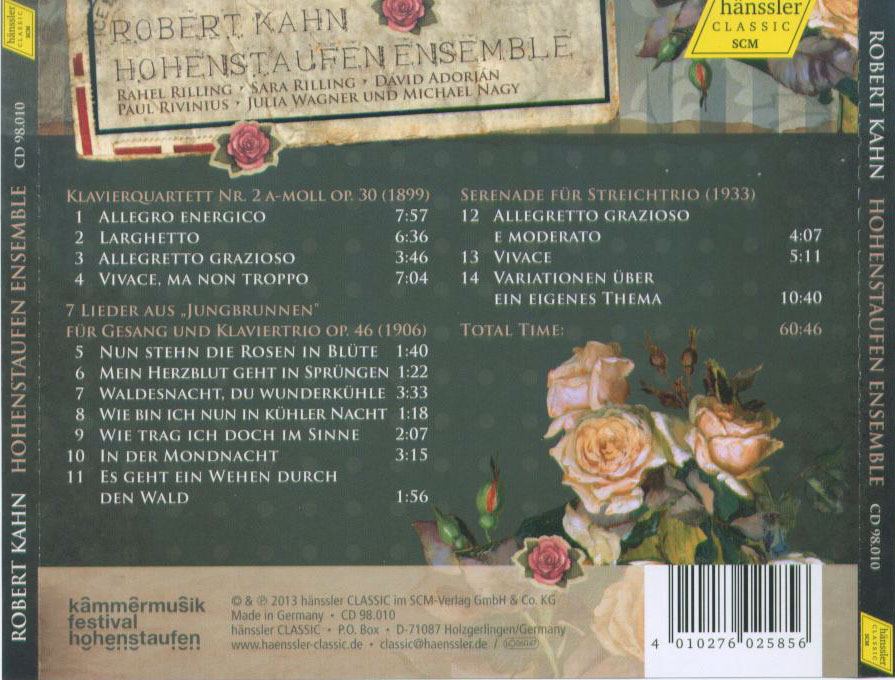 hänssler
CLASSIC
SCM
ROBERT KAHN
HOHENSTAUFEN ENSEMBLE
RAHEL RILLING · SARA RILLING · DÁVID ADORJÁN
PAUL RIVINIUS · JULIA WAGNER UND MICHAEL NAGY
KLAVIERQUARTETT NR. 2 A-MOLL OP. 30 (1899)
1 ALLEGRO ENERGICO 7:57
2 LARGHETTO 6:36
3 ALLEGRETTO GRAZIOSO 3:46
4 VIVACE, MA NON TROPPO 7:04
7 LIEDER AUS „JUNGBRUNNEN"
FÜR GESANG UND KLAVIERTRIO OP. 46 (1906)
5 NUN STEHN DIE ROSEN IN BLÜTE 1:40
6 MEIN HERZBLUT GEHT IN SPRÜNGEN 1:22
7 WALDESNACHT, DU WUNDERKÜHLE 3:33
8 WIE BIN ICH NUN IN KÜHLER NACHT 1:18
9 WIE TRAG ICH DOCH IM SINNE 2:07
10 IN DER MONDNACHT 3:15
11 ES GEHT EIN WEHEN DURCH
DEN WALD 1:56
SERENADE FÜR STREICHTRIO (1933)
12 ALLEGRETTO GRAZIOSO
E MODERATO 4:07
13 VIVACE 5:11
14 VARIATIONEN ÜBER
EIN EIGENES THEMA 10:40
TOTAL TIME: 60:46
kâmmêrmuŝik
festival
hohenstaufen
© & ℗ 2013 hänssler CLASSIC im SCM-Verlag GmbH & Co. KG
Made in Germany · CD 98.010
hänssler CLASSIC · P.O. Box · D-71087 Holzgerlingen/Germany
www.haenssler-classic.de · classic@haenssler.de /
4 010276 025856
ROBERT KAHN HOHENSTAUFEN ENSEMBLE CD 98.010
hänssler
CLASSIC
SCM
ROBERT KAHN HOHENSTAUFEN ENSEMBLE CD 98.010
hänssler
CLASSIC
SCM